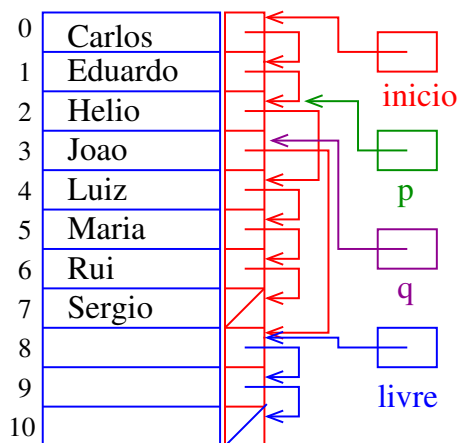 0 Carlos
1 Eduardo
2 Helio
3 Joao
4 Luiz
5 Maria
6 Rui
7 Sergio
8
9
10
inicio
p
q
livre